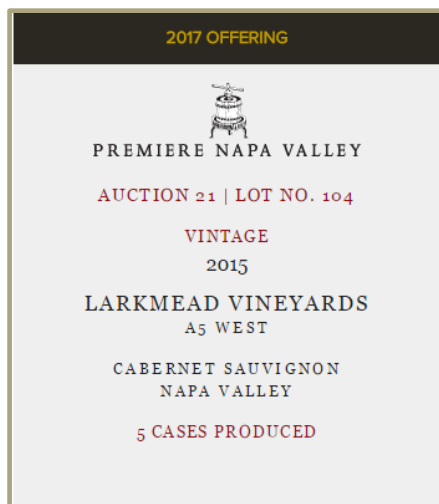 2017 OFFERING
PREMIERE NAPA VALLEY
AUCTION 21 | LOT NO. 104
VINTAGE
2015
LARKMEAD VINEYARDS
A5 WEST
CABERNET SAUVIGNON
NAPA VALLEY
5 CASES PRODUCED